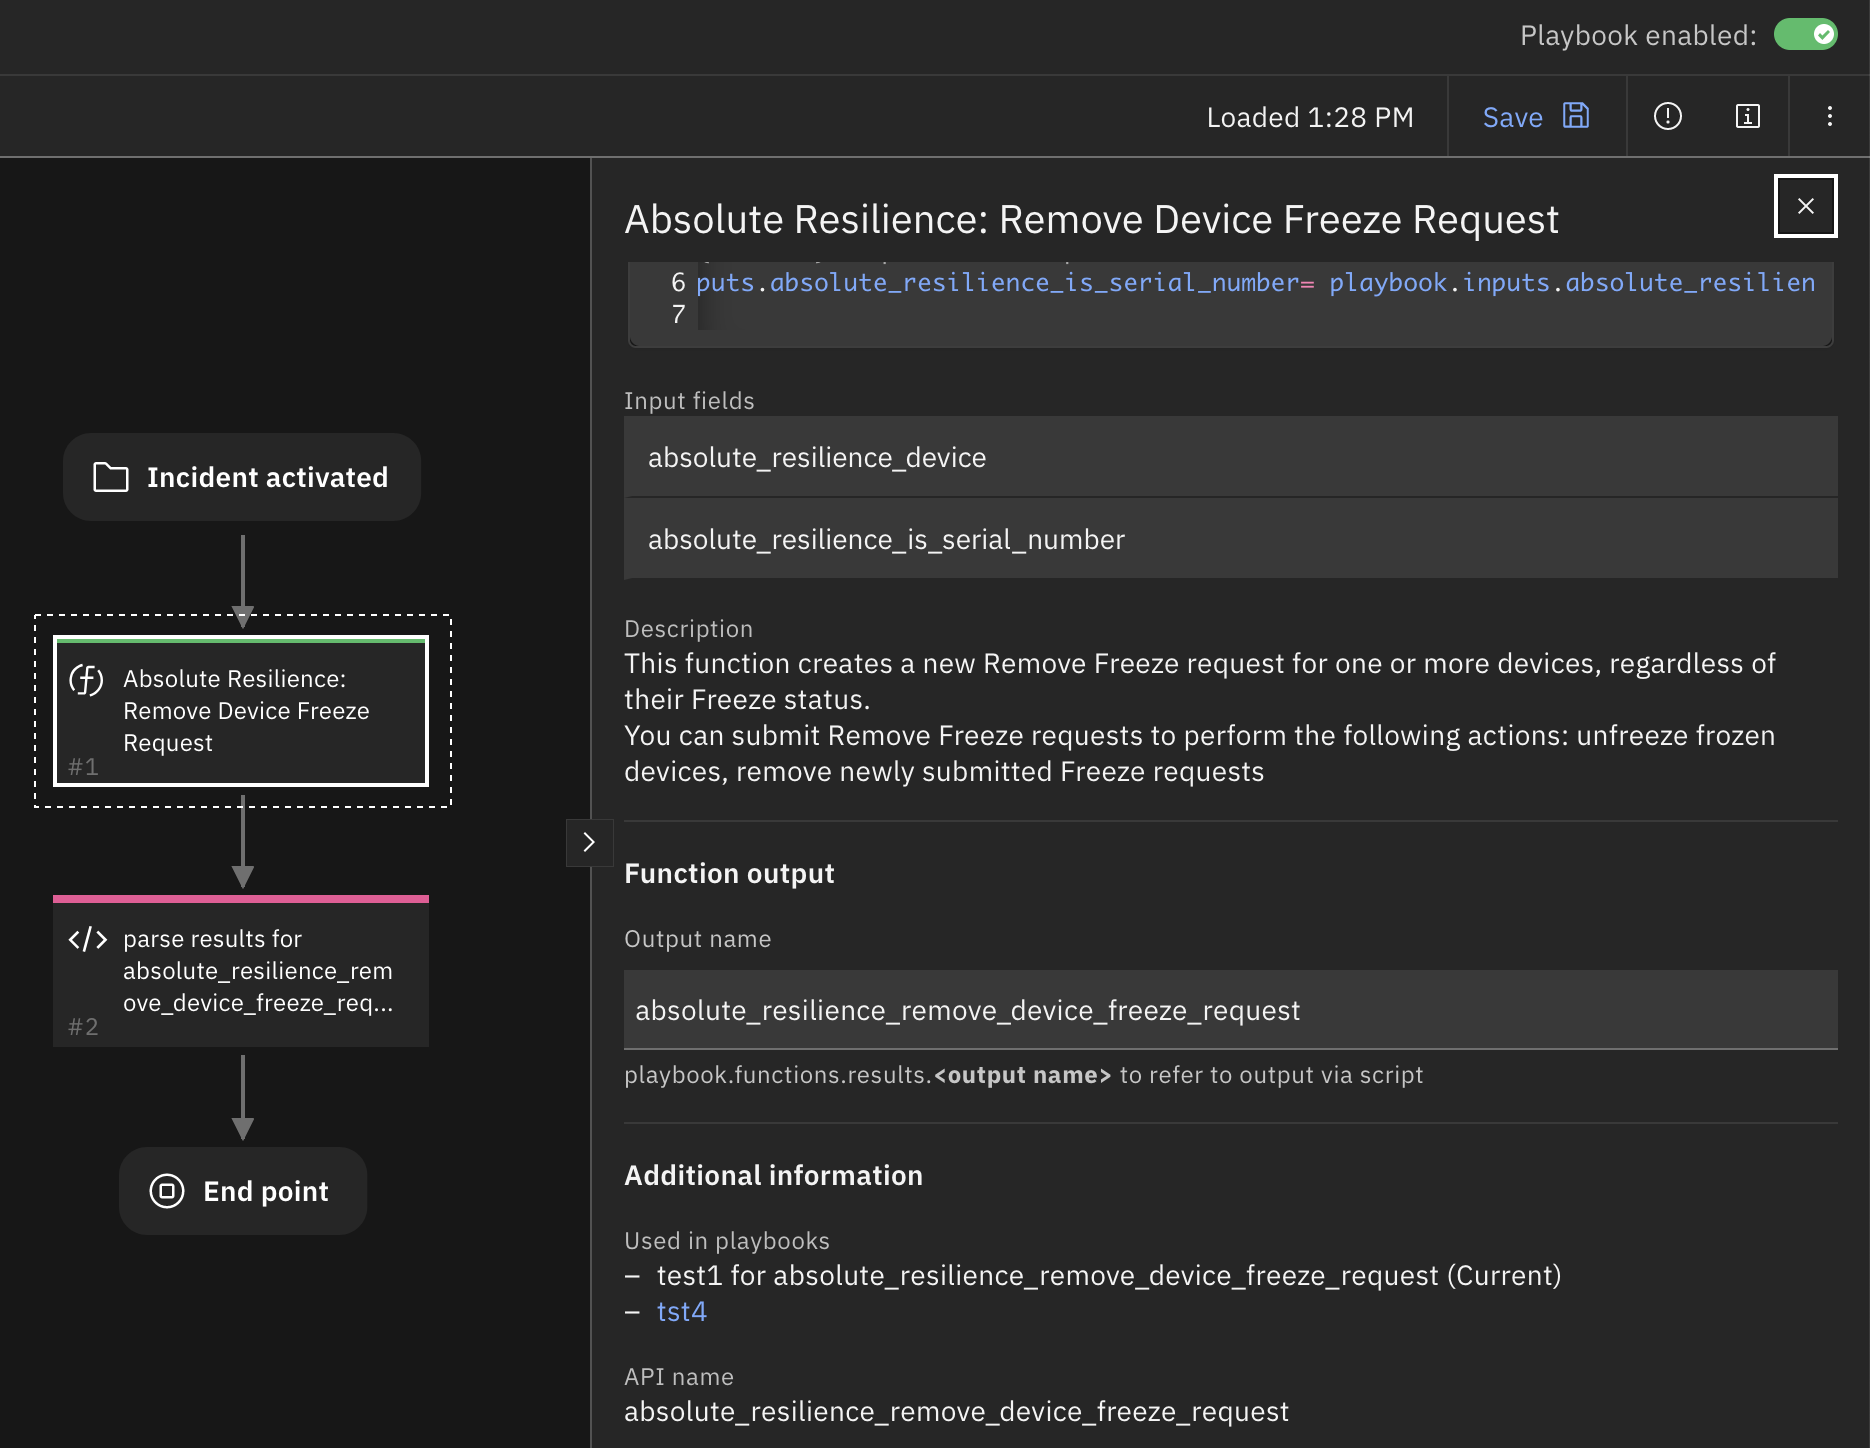 Playbook enabled:
Loaded 1:28 PM
Save
Incident activated
Absolute Resilience:
Remove Device Freeze
Request
#1
</> parse results for
absolute_resilience_rem
ove_device_freeze_req...
#2
End point
Absolute Resilience: Remove Device Freeze Request
6 puts.absolute_resilience_is_serial_number= playbook.inputs.absolute_resilien
7
Input fields
absolute_resilience_device
absolute_resilience_is_serial_number
Description
This function creates a new Remove Freeze request for one or more devices, regardless of
their Freeze status.
You can submit Remove Freeze requests to perform the following actions: unfreeze frozen
devices, remove newly submitted Freeze requests
Function output
Output name
absolute_resilience_remove_device_freeze_request
playbook.functions.results.<output name> to refer to output via script
Additional information
Used in playbooks
– test1 for absolute_resilience_remove_device_freeze_request (Current)
– tst4
API name
absolute_resilience_remove_device_freeze_request